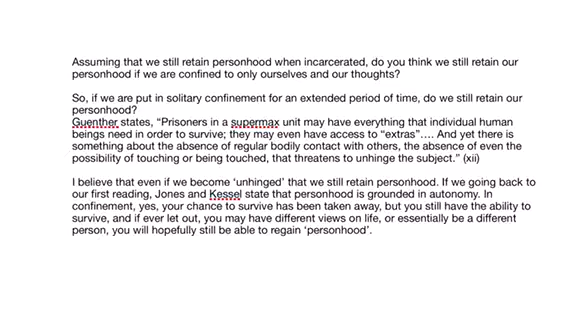 Assuming that we still retain personhood when incarcerated, do you think we still retain our
personhood if we are confined to only ourselves and our thoughts?
So, if we are put in solitary confinement for an extended period of time, do we still retain our
personhood?
Guenther states, “Prisoners in a supermax unit may have everything that individual human
beings need in order to survive; they may even have access to “extras”…. And yet there is
something about the absence of regular bodily contact with others, the absence of even the
possibility of touching or being touched, that threatens to unhinge the subject.” (xii)
I believe that even if we become ‘unhinged’ that we still retain personhood. If we going back to
our first reading, Jones and Kessel state that personhood is grounded in autonomy. In
confinement, yes, your chance to survive has been taken away, but you still have the ability to
survive, and if ever let out, you may have different views on life, or essentially be a different
person, you will hopefully still be able to regain ‘personhood’.